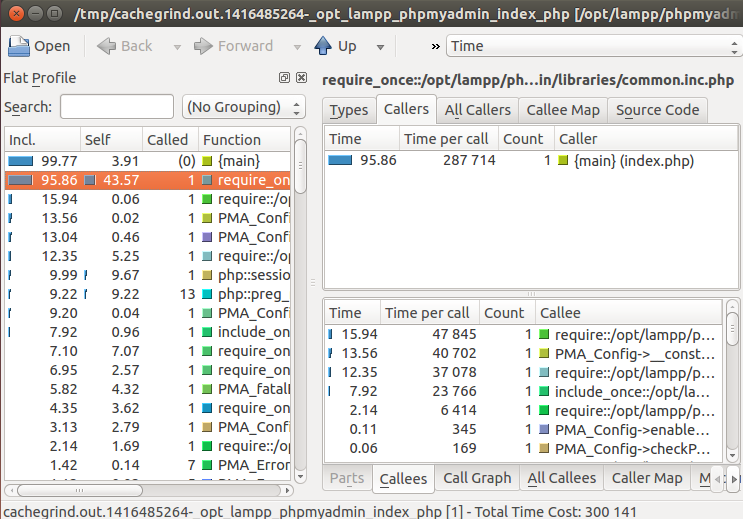 /tmp/cachegrind.out.1416485264-_opt_lampp_phpmyadmin_index_php [/opt/lampp/phpmyadm
Open Back Forward Up » Time
Flat Profile
Search: (No Grouping)
Incl. Self Called Function
99.77 3.91 (0) {main}
95.86 43.57 1 require_on
15.94 0.06 1 require::/op
13.56 0.02 1 PMA_Confi
13.04 0.46 1 PMA_Confi
12.35 5.25 1 require::/op
9.99 9.67 1 php::sessio
9.22 9.22 13 php::preg_
9.20 0.04 1 PMA_Confi
7.92 0.96 1 include_on
7.10 7.07 1 require_on
6.95 2.57 1 require_on
5.82 4.32 1 PMA_fatalE
4.35 3.62 1 require_on
3.13 2.79 1 PMA_Confi
2.14 1.69 1 require::/op
1.42 0.14 7 PMA_Error
require_once::/opt/lampp/ph...in/libraries/common.inc.php
Types Callers All Callers Callee Map Source Code
Time Time per call Count Caller
95.86 287 714 1 {main} (index.php)
Time Time per call Count Callee
15.94 47 845 1 require::/opt/lampp/p...
13.56 40 702 1 PMA_Config->__const...
12.35 37 078 1 require::/opt/lampp/p...
7.92 23 766 1 include_once::/opt/la...
2.14 6 414 1 require::/opt/lampp/p...
0.11 345 1 PMA_Config->enable...
0.06 169 1 PMA_Config->checkP...
Parts Callees Call Graph All Callees Caller Map M
cachegrind.out.1416485264-_opt_lampp_phpmyadmin_index_php [1] - Total Time Cost: 300 141